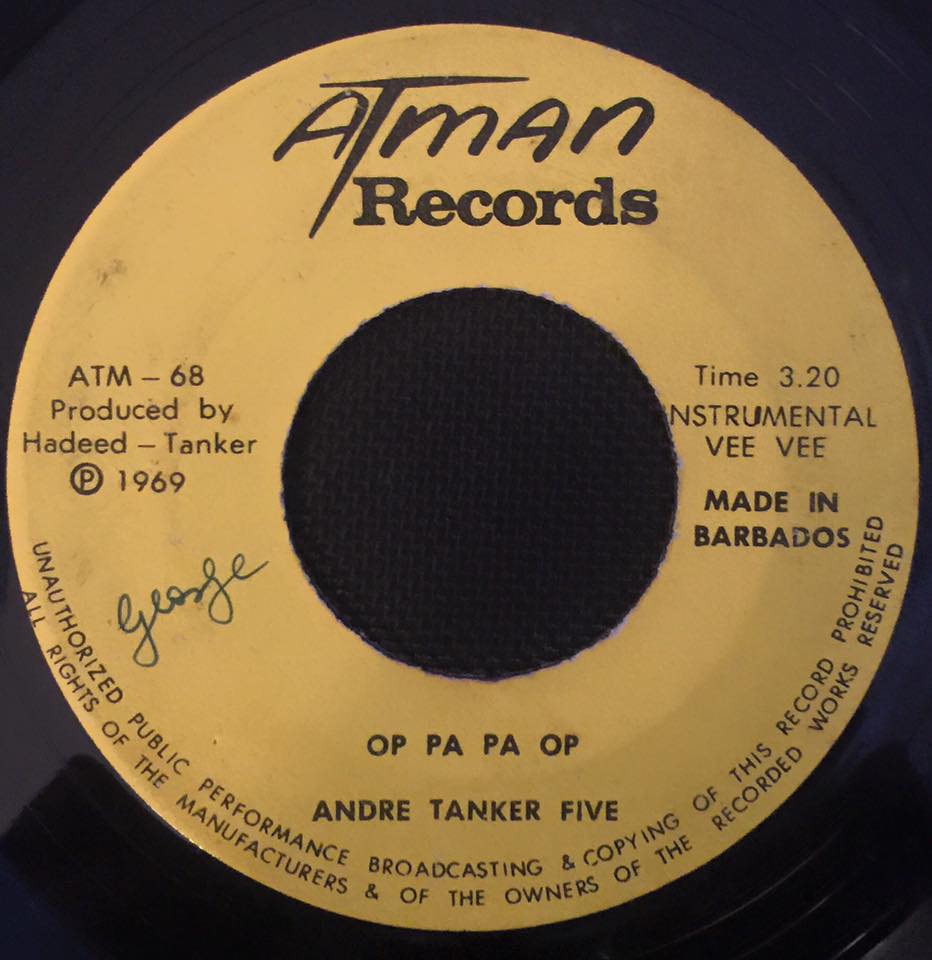 ATMAN
Records
ATM – 68
Produced by
Hadeed – Tanker
℗ 1969
Time 3.20
NSTRUMENTAL
VEE VEE
MADE IN
BARBADOS
George
OP PA PA OP
ANDRE TANKER FIVE
UNAUTHORIZED PUBLIC PERFORMANCE BROADCASTING & COPYING OF THIS RECORD PROHIBITED
ALL RIGHTS OF THE MANUFACTURERS & OF THE OWNERS OF THE RECORDED WORKS RESERVED